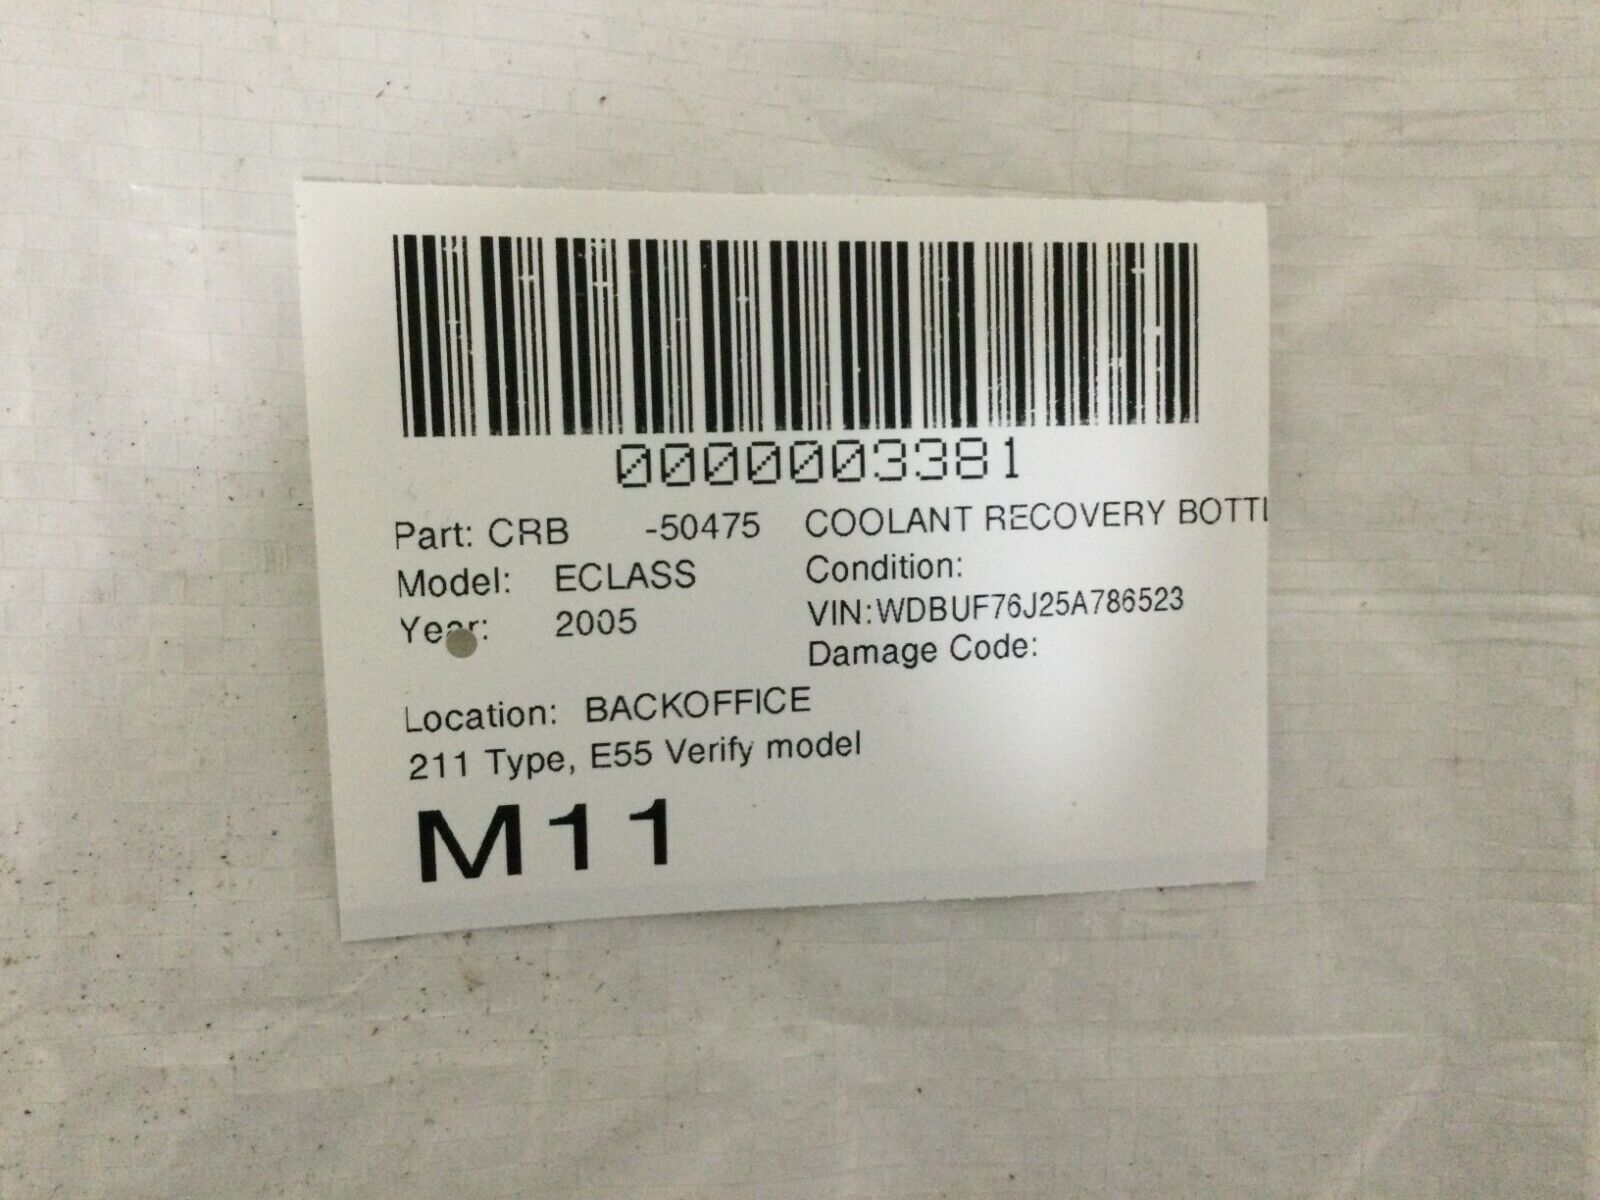 0000003381
Part: CRB -50475 COOLANT RECOVERY BOTTL
Model: ECLASS Condition:
Year: 2005 VIN:WDBUF76J25A786523
Damage Code:
Location: BACKOFFICE
211 Type, E55 Verify model
M11